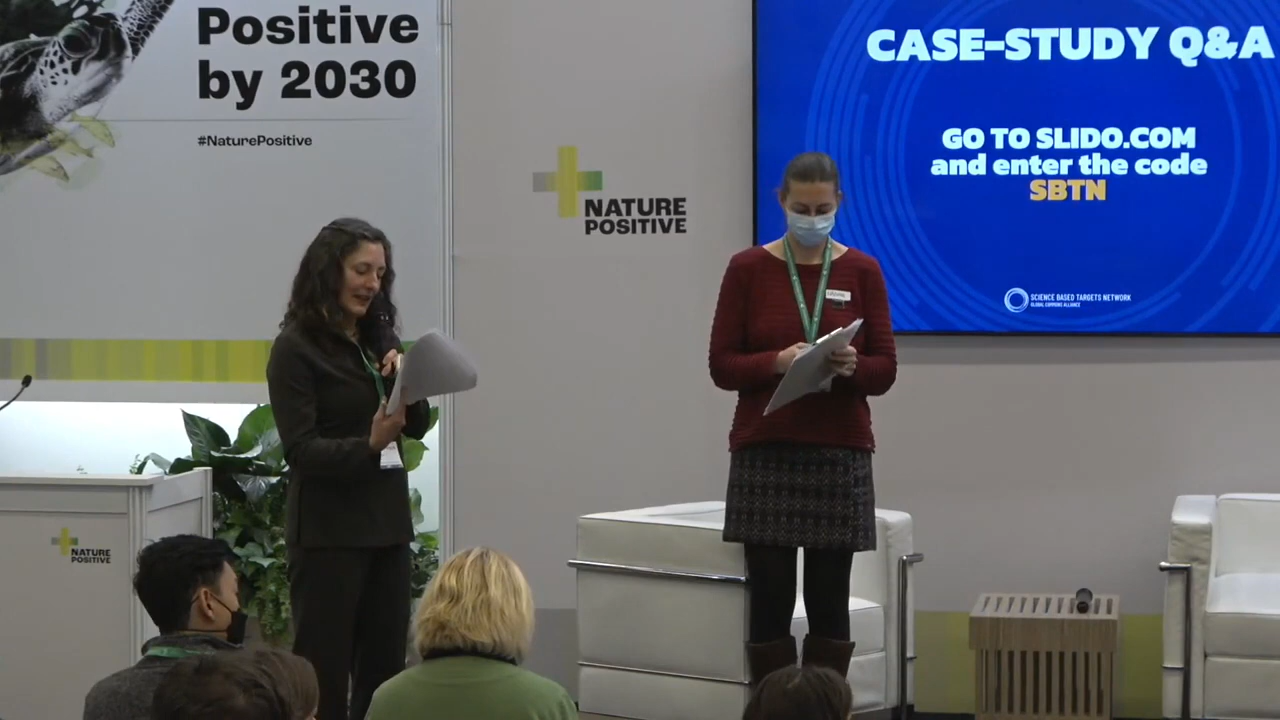 Positive
by 2030
#NaturePositive
NATURE
POSITIVE
CASE-STUDY Q&A
GO TO SLIDO.COM
and enter the code
SBTN
SCIENCE BASED TARGETS NETWORK
GLOBAL COMMONS ALLIANCE
NATURE
POSITIVE